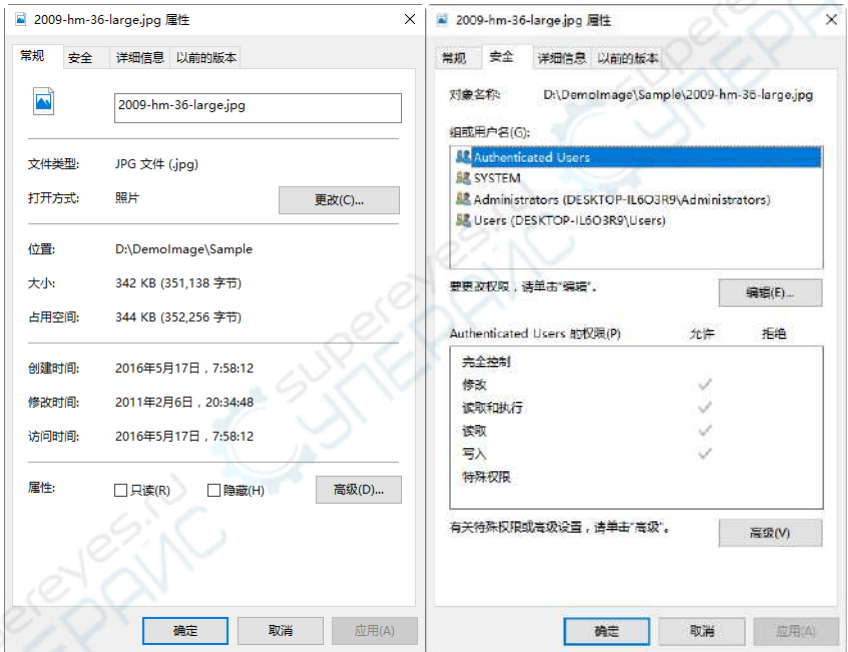 2009-hm-36-large.jpg 属性
常规 安全 详细信息 以前的版本
2009-hm-36-large.jpg
文件类型: JPG 文件 (.jpg)
打开方式: 照片 更改(C)...
位置: D:\DemoImage\Sample
大小: 342 KB (351,138 字节)
占用空间: 344 KB (352,256 字节)
创建时间: 2016年5月17日，7:58:12
修改时间: 2011年2月6日，20:34:48
访问时间: 2016年5月17日，7:58:12
属性: 只读(R) 隐藏(H) 高级(D)...
确定 取消 应用(A)
2009-hm-36-large.jpg 属性
常规 安全 详细信息 以前的版本
对象名称: D:\DemoImage\Sample\2009-hm-36-large.jpg
组或用户名(G):
Authenticated Users
SYSTEM
Administrators (DESKTOP-IL6O3R9\Administrators)
Users (DESKTOP-IL6O3R9\Users)
要更改权限，请单击"编辑"。 编辑(E)...
Authenticated Users 的权限(P) 允许 拒绝
完全控制
修改
读取和执行
读取
写入
特殊权限
有关特殊权限或高级设置，请单击"高级"。 高级(V)
确定 取消 应用(A)
supereyes.ru
СУПЕРАЙС